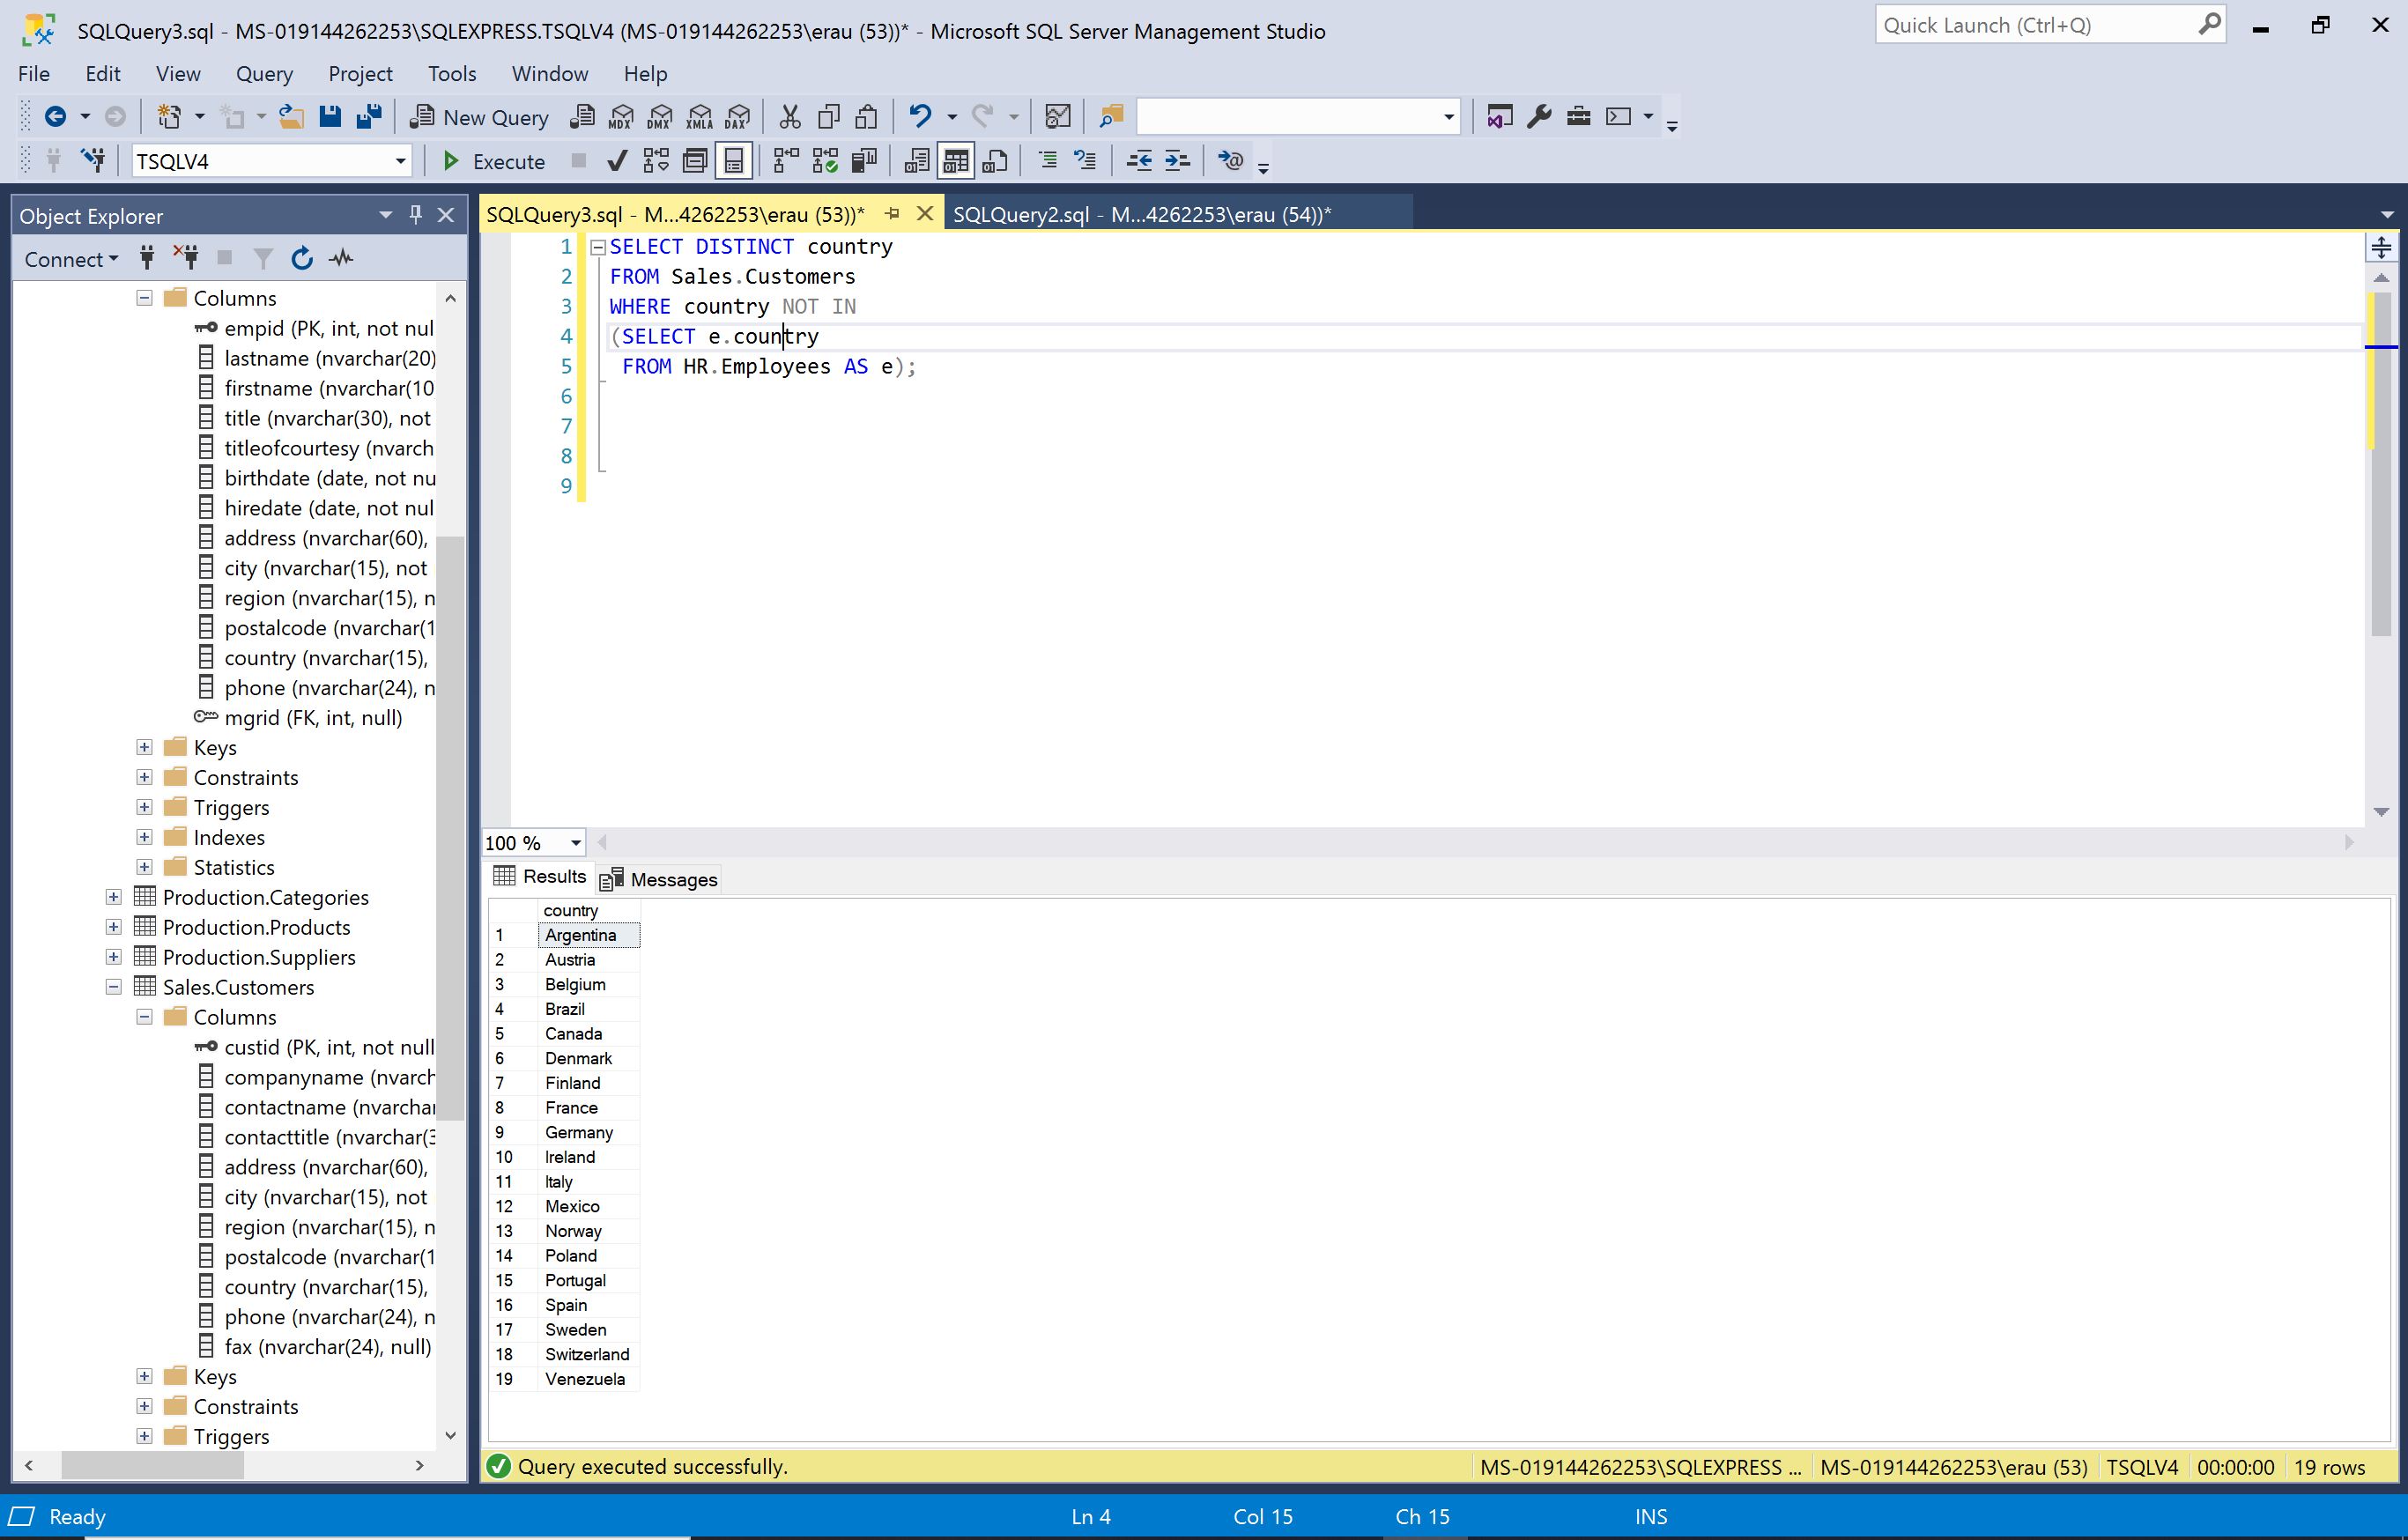 SQLQuery3.sql - MS-019144262253\SQLEXPRESS.TSQLV4 (MS-019144262253\erau (53))* - Microsoft SQL Server Management Studio
Quick Launch (Ctrl+Q)
File Edit View Query Project Tools Window Help
New Query MDX DMX XMLA DAX
TSQLV4 Execute
Object Explorer
SQLQuery3.sql - M...4262253\erau (53))* SQLQuery2.sql - M...4262253\erau (54))*
Connect
Columns
empid (PK, int, not nul
lastname (nvarchar(20)
firstname (nvarchar(10
title (nvarchar(30), not
titleofcourtesy (nvarch
birthdate (date, not nu
hiredate (date, not nul
address (nvarchar(60),
city (nvarchar(15), not
region (nvarchar(15), n
postalcode (nvarchar(1
country (nvarchar(15),
phone (nvarchar(24), n
mgrid (FK, int, null)
Keys
Constraints
Triggers
Indexes
Statistics
Production.Categories
Production.Products
Production.Suppliers
Sales.Customers
Columns
custid (PK, int, not null
companyname (nvarch
contactname (nvarchar
contacttitle (nvarchar(3
address (nvarchar(60),
city (nvarchar(15), not
region (nvarchar(15), n
postalcode (nvarchar(1
country (nvarchar(15),
phone (nvarchar(24), n
fax (nvarchar(24), null)
Keys
Constraints
Triggers
1 SELECT DISTINCT country
2 FROM Sales.Customers
3 WHERE country NOT IN
4 (SELECT e.country
5 FROM HR.Employees AS e);
6
7
8
9
100 %
Results Messages
country
1 Argentina
2 Austria
3 Belgium
4 Brazil
5 Canada
6 Denmark
7 Finland
8 France
9 Germany
10 Ireland
11 Italy
12 Mexico
13 Norway
14 Poland
15 Portugal
16 Spain
17 Sweden
18 Switzerland
19 Venezuela
Query executed successfully. MS-019144262253\SQLEXPRESS ... MS-019144262253\erau (53) TSQLV4 00:00:00 19 rows
Ready Ln 4 Col 15 Ch 15 INS